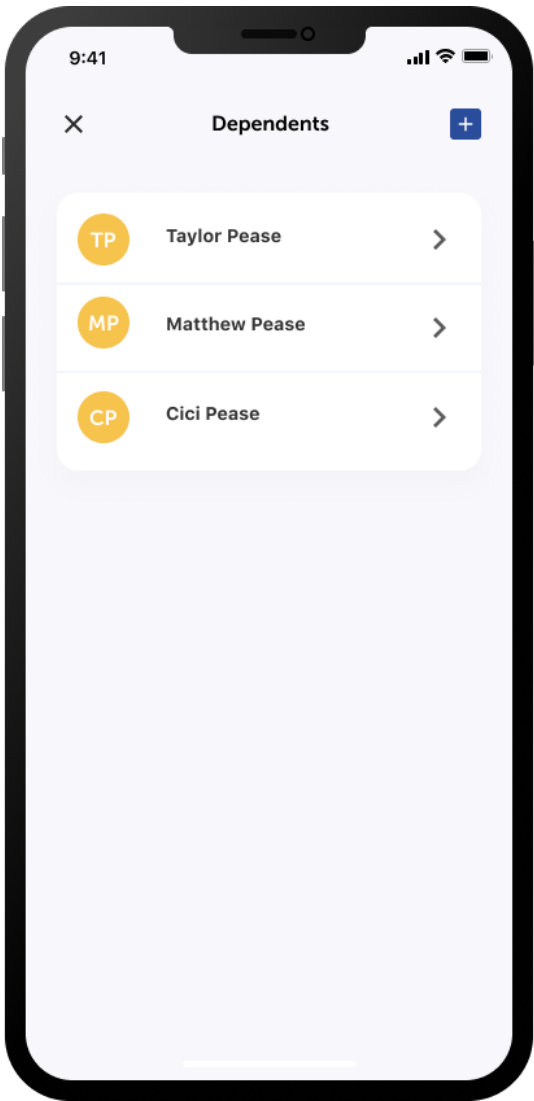 9:41
Dependents
TP Taylor Pease
MP Matthew Pease
CP Cici Pease